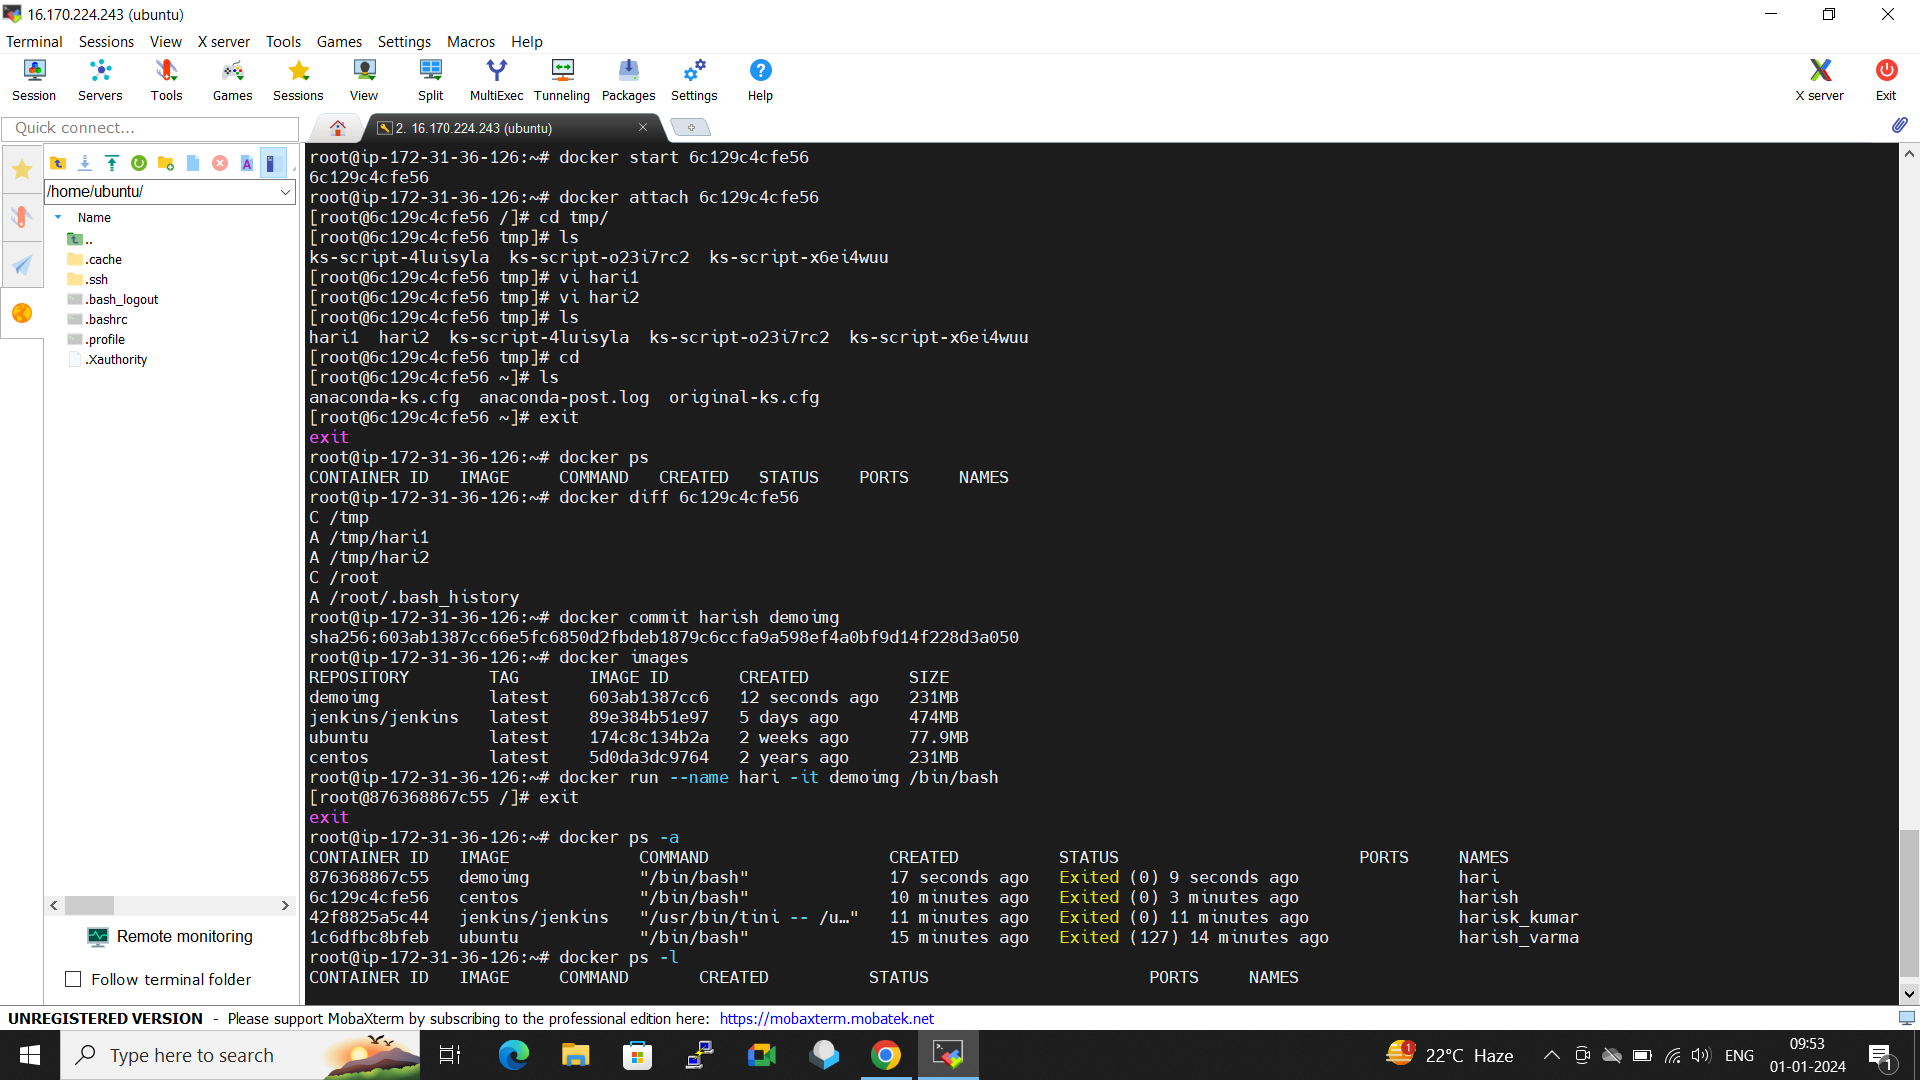 16.170.224.243 (ubuntu)
Terminal Sessions View X server Tools Games Settings Macros Help
Session Servers Tools Games Sessions View Split MultiExec Tunneling Packages Settings Help X server Exit
Quick connect...
2. 16.170.224.243 (ubuntu)
/home/ubuntu/
Name
..
.cache
.ssh
.bash_logout
.bashrc
.profile
.Xauthority
Remote monitoring
Follow terminal folder
root@ip-172-31-36-126:~# docker start 6c129c4cfe56
6c129c4cfe56
root@ip-172-31-36-126:~# docker attach 6c129c4cfe56
[root@6c129c4cfe56 /]# cd tmp/
[root@6c129c4cfe56 tmp]# ls
ks-script-4luisyla  ks-script-o23i7rc2  ks-script-x6ei4wuu
[root@6c129c4cfe56 tmp]# vi hari1
[root@6c129c4cfe56 tmp]# vi hari2
[root@6c129c4cfe56 tmp]# ls
hari1  hari2  ks-script-4luisyla  ks-script-o23i7rc2  ks-script-x6ei4wuu
[root@6c129c4cfe56 tmp]# cd
[root@6c129c4cfe56 ~]# ls
anaconda-ks.cfg  anaconda-post.log  original-ks.cfg
[root@6c129c4cfe56 ~]# exit
exit
root@ip-172-31-36-126:~# docker ps
CONTAINER ID   IMAGE     COMMAND   CREATED   STATUS    PORTS     NAMES
root@ip-172-31-36-126:~# docker diff 6c129c4cfe56
C /tmp
A /tmp/hari1
A /tmp/hari2
C /root
A /root/.bash_history
root@ip-172-31-36-126:~# docker commit harish demoimg
sha256:603ab1387cc66e5fc6850d2fbdeb1879c6ccfa9a598ef4a0bf9d14f228d3a050
root@ip-172-31-36-126:~# docker images
REPOSITORY        TAG       IMAGE ID       CREATED          SIZE
demoimg           latest    603ab1387cc6   12 seconds ago   231MB
jenkins/jenkins   latest    89e384b51e97   5 days ago       474MB
ubuntu            latest    174c8c134b2a   2 weeks ago      77.9MB
centos            latest    5d0da3dc9764   2 years ago      231MB
root@ip-172-31-36-126:~# docker run --name hari -it demoimg /bin/bash
[root@876368867c55 /]# exit
exit
root@ip-172-31-36-126:~# docker ps -a
CONTAINER ID   IMAGE             COMMAND                  CREATED          STATUS                        PORTS     NAMES
876368867c55   demoimg           "/bin/bash"              17 seconds ago   Exited (0) 9 seconds ago                hari
6c129c4cfe56   centos            "/bin/bash"              10 minutes ago   Exited (0) 3 minutes ago                harish
42f8825a5c44   jenkins/jenkins   "/usr/bin/tini -- /u…"   11 minutes ago   Exited (0) 11 minutes ago               harisk_kumar
1c6dfbc8bfeb   ubuntu            "/bin/bash"              15 minutes ago   Exited (127) 14 minutes ago             harish_varma
root@ip-172-31-36-126:~# docker ps -l
CONTAINER ID   IMAGE     COMMAND       CREATED          STATUS                      PORTS     NAMES
UNREGISTERED VERSION - Please support MobaXterm by subscribing to the professional edition here: https://mobaxterm.mobatek.net
Type here to search
1
22°C Haze
ENG
09:53
01-01-2024
1